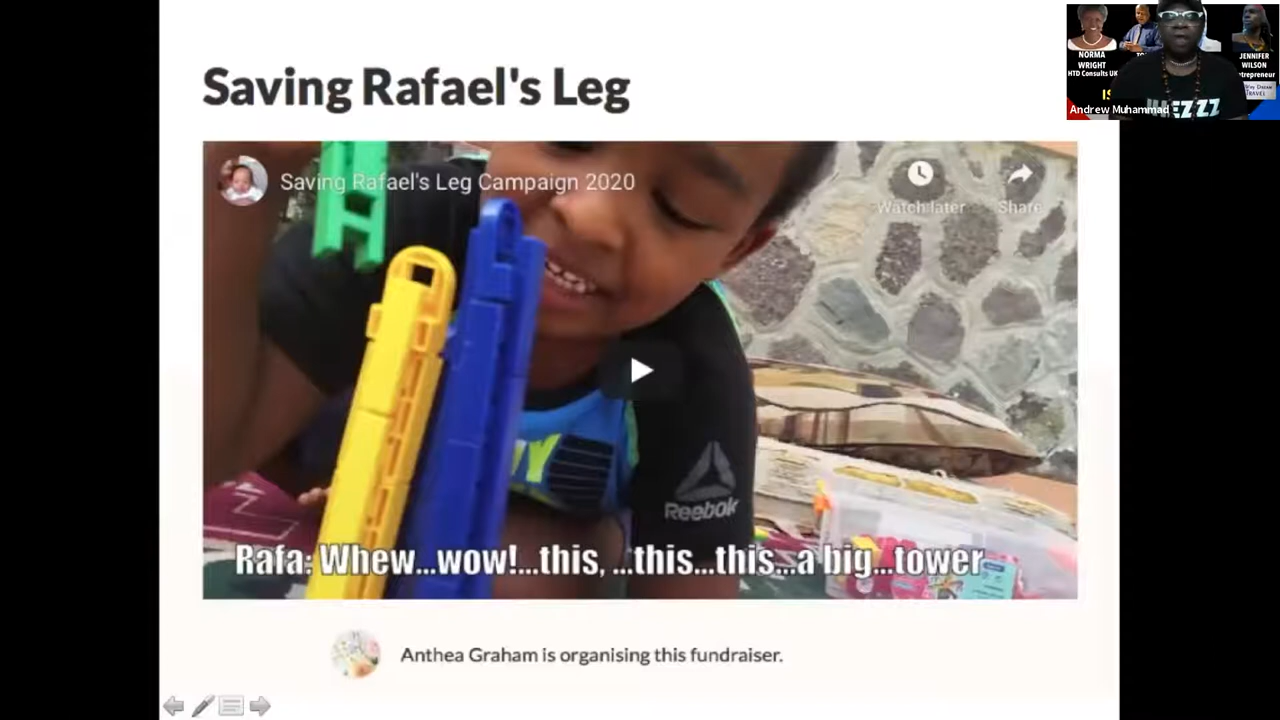 Saving Rafael's Leg
Saving Rafael's Leg Campaign 2020
Watch later
Share
Reebok
Rafa: Whew...wow!...this, ...this...this...a big...tower
Anthea Graham is organising this fundraiser.
NORMA
WRIGHT
HTD Consults UK
JENNIFER
WILSON
TRAVEL
Andrew Muhammad